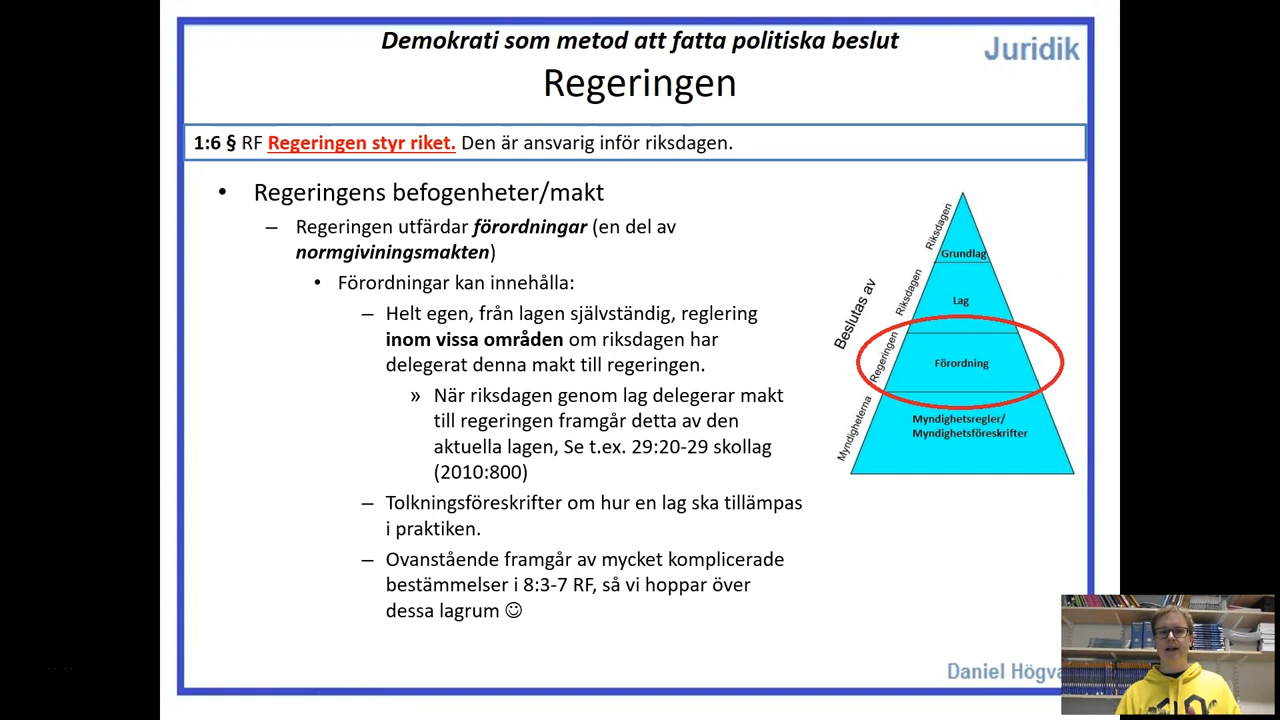 Demokrati som metod att fatta politiska beslut
Juridik
Regeringen
1:6 § RF Regeringen styr riket. Den är ansvarig inför riksdagen.
• Regeringens befogenheter/makt
– Regeringen utfärdar förordningar (en del av
normgiviningsmakten)
• Förordningar kan innehålla:
– Helt egen, från lagen självständig, reglering
inom vissa områden om riksdagen har
delegerat denna makt till regeringen.
» När riksdagen genom lag delegerar makt
till regeringen framgår detta av den
aktuella lagen, Se t.ex. 29:20-29 skollag
(2010:800)
– Tolkningsföreskrifter om hur en lag ska tillämpas
i praktiken.
– Ovanstående framgår av mycket komplicerade
bestämmelser i 8:3-7 RF, så vi hoppar över
dessa lagrum ☺
Beslutas av
Riksdagen
Grundlag
Riksdagen
Lag
Regeringen
Förordning
Myndigheterna
Myndighetsregler/
Myndighetsföreskrifter
Daniel